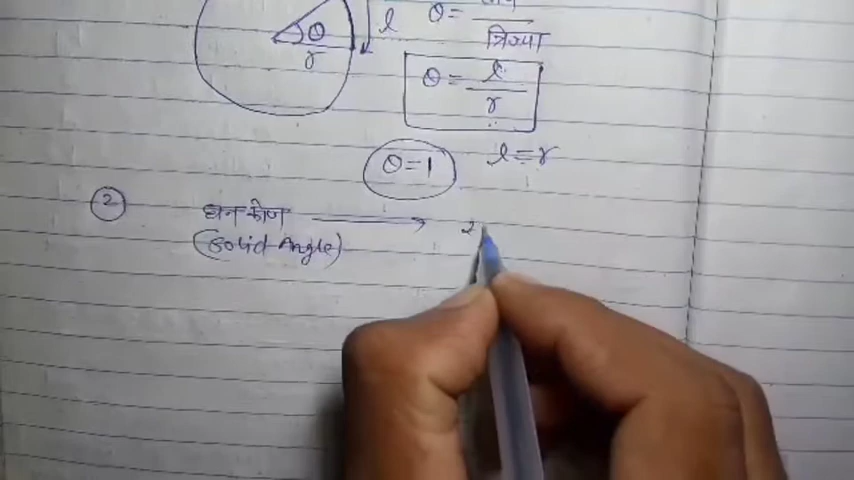 θ =
त्रिज्या
θ l
r
θ = l/r
θ=1 l=r
2 घन कोण →
(Solid Angle)